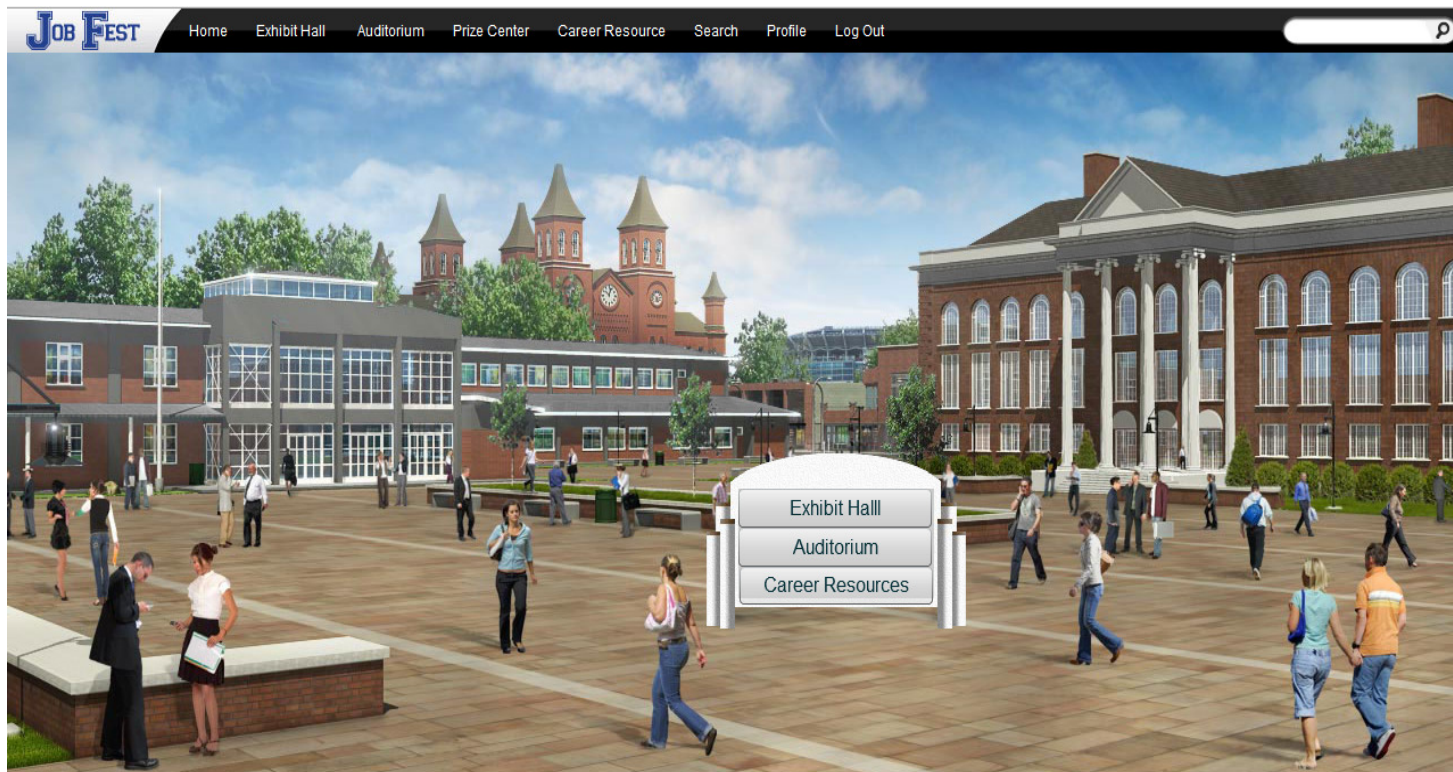 JOB FEST
Home Exhibit Hall Auditorium Prize Center Career Resource Search Profile Log Out
Exhibit Halll
Auditorium
Career Resources